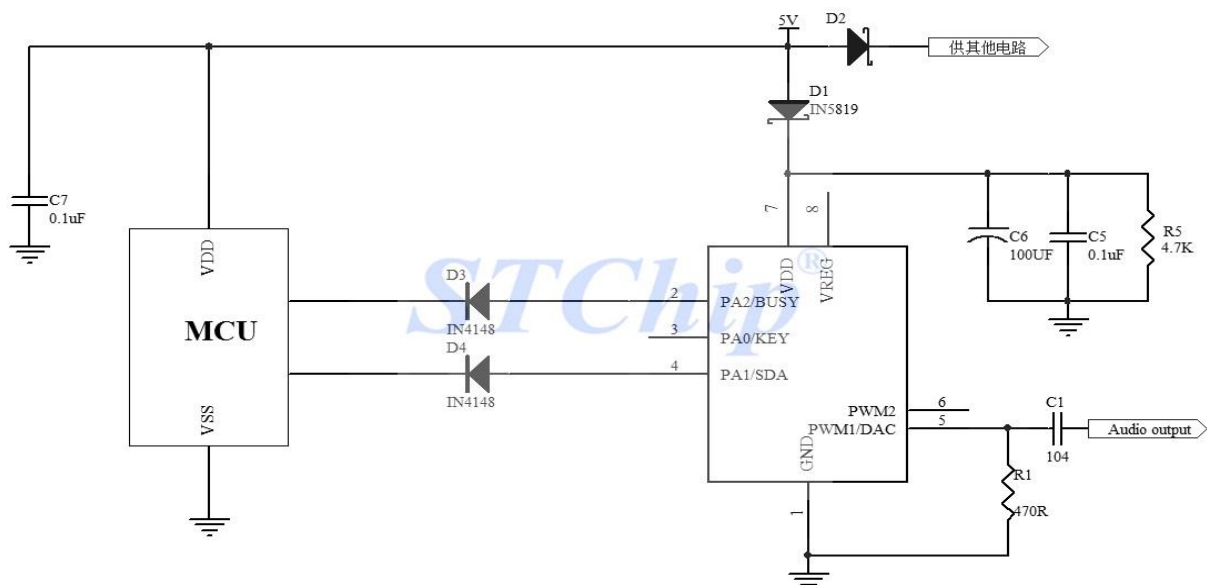 5V
D2
供其他电路
D1
IN5819
C7
0.1uF
7
8
C6
100UF
C5
0.1uF
R5
4.7K
VDD
VDD
VREG
STChip®
D3
IN4148
2
PA2/BUSY
MCU
3
PA0/KEY
D4
IN4148
4
PA1/SDA
VSS
PWM2
6
PWM1/DAC
5
C1
104
Audio output
GND
R1
470R
1